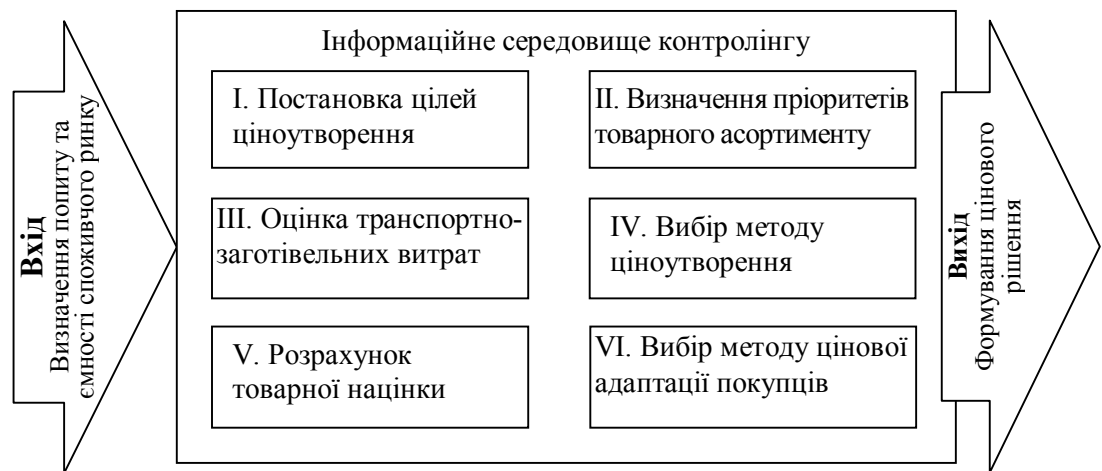 Вхід
Визначення попиту та
ємності споживчого ринку
Інформаційне середовище контролінгу
I. Постановка цілей
ціноутворення
II. Визначення пріоритетів
товарного асортименту
III. Оцінка транспортно-
заготівельних витрат
IV. Вибір методу
ціноутворення
V. Розрахунок
товарної націнки
VI. Вибір методу цінової
адаптації покупців
Вихід
Формування цінового
рішення